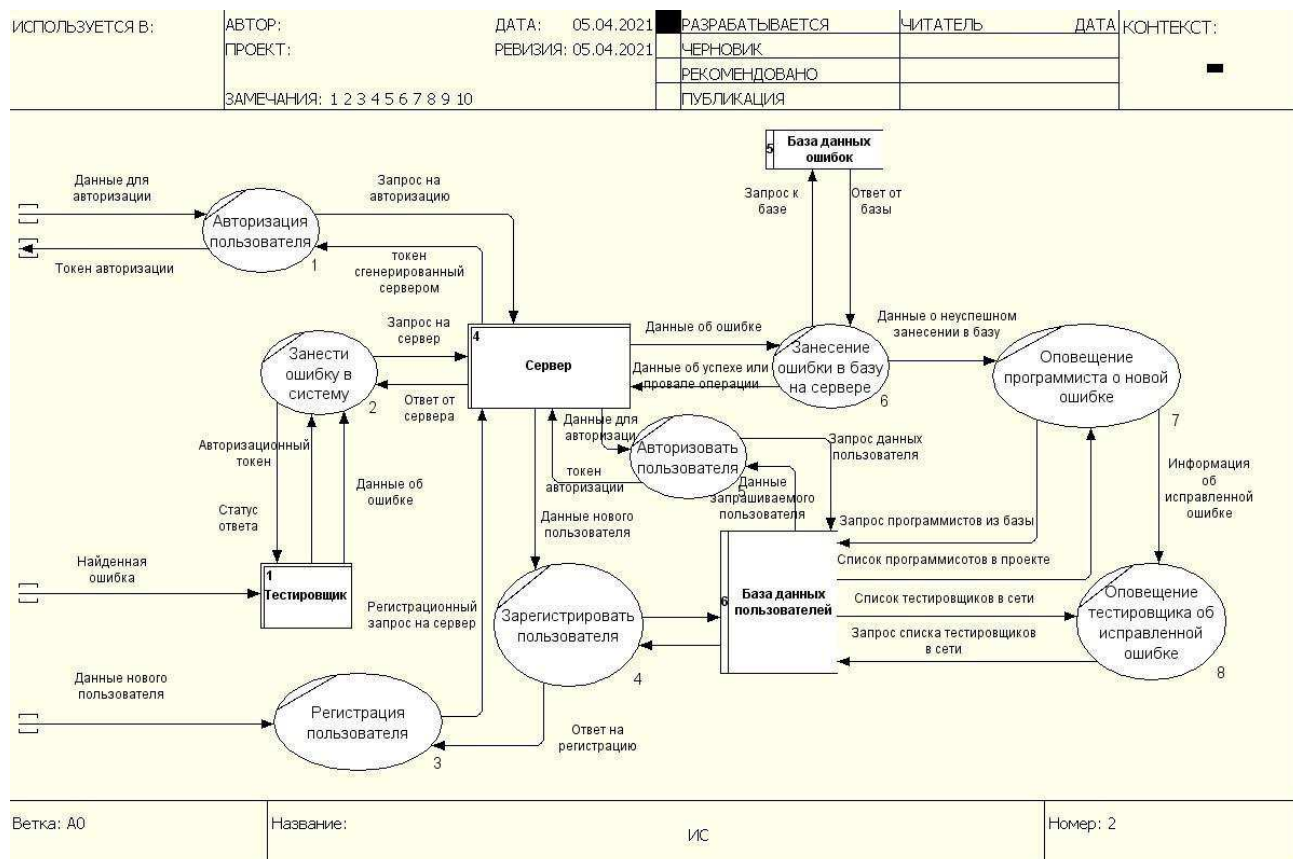 ИСПОЛЬЗУЕТСЯ В:
АВТОР:
ДАТА: 05.04.2021
РАЗРАБАТЫВАЕТСЯ
ЧИТАТЕЛЬ
ДАТА
КОНТЕКСТ:
ПРОЕКТ:
РЕВИЗИЯ: 05.04.2021
ЧЕРНОВИК
РЕКОМЕНДОВАНО
ЗАМЕЧАНИЯ: 1 2 3 4 5 6 7 8 9 10
ПУБЛИКАЦИЯ
5
База данных
ошибок
Данные для
авторизации
Запрос на
авторизацию
Запрос к
базе
Ответ от
базы
Авторизация
пользователя
1
Токен авторизации
токен
сгенерированный
сервером
Запрос на
сервер
4
Сервер
Данные об ошибке
Данные о неуспешном
занесении в базу
Занести
ошибку в
систему
2
Ответ от
сервера
Данные об успехе или
провале операции
Занесение
ошибки в базу
на сервере
6
Оповещение
программиста о новой
ошибке
7
Данные для
авторизаци
Авторизовать
пользователя
5
Запрос данных
пользователя
Авторизационный
токен
токен
авторизации
Данные
запрашиваемого
пользователя
Информация
об
исправленной
ошибке
Данные об
ошибке
Статус
ответа
Данные нового
пользователя
Запрос программистов из базы
Список программисотов в проекте
Найденная
ошибка
1
Тестировщик
Регистрационный
запрос на сервер
Зарегистрировать
пользователя
4
6
База данных
пользователей
Список тестировщиков в сети
Запрос списка тестировщиков
в сети
Оповещение
тестировщика об
исправленной
ошибке
8
Данные нового
пользователя
Регистрация
пользователя
3
Ответ на
регистрацию
Ветка: A0
Название:
ИС
Номер: 2